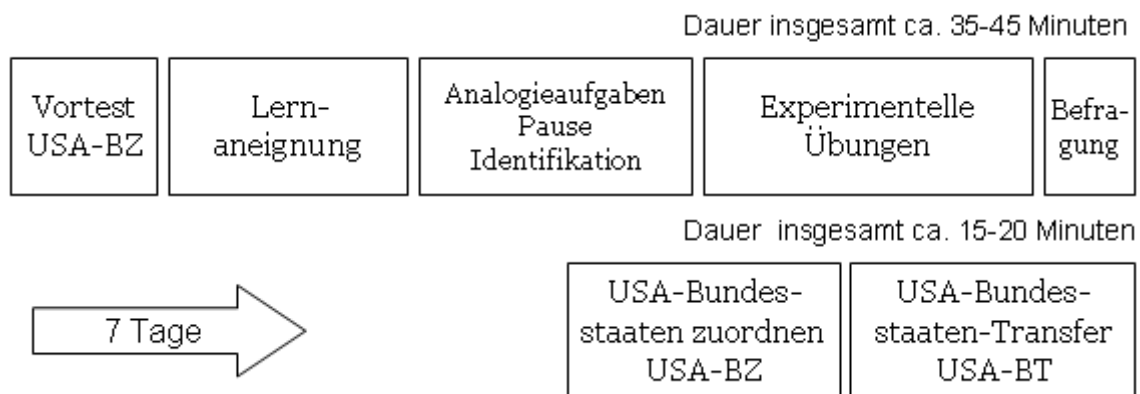 Dauer insgesamt ca. 35-45 Minuten
Vortest
USA-BZ
Lern-
aneignung
Analogieaufgaben
Pause
Identifikation
Experimentelle
Übungen
Befra-
gung
Dauer insgesamt ca. 15-20 Minuten
7 Tage
USA-Bundes-
staaten zuordnen
USA-BZ
USA-Bundes-
staaten-Transfer
USA-BT